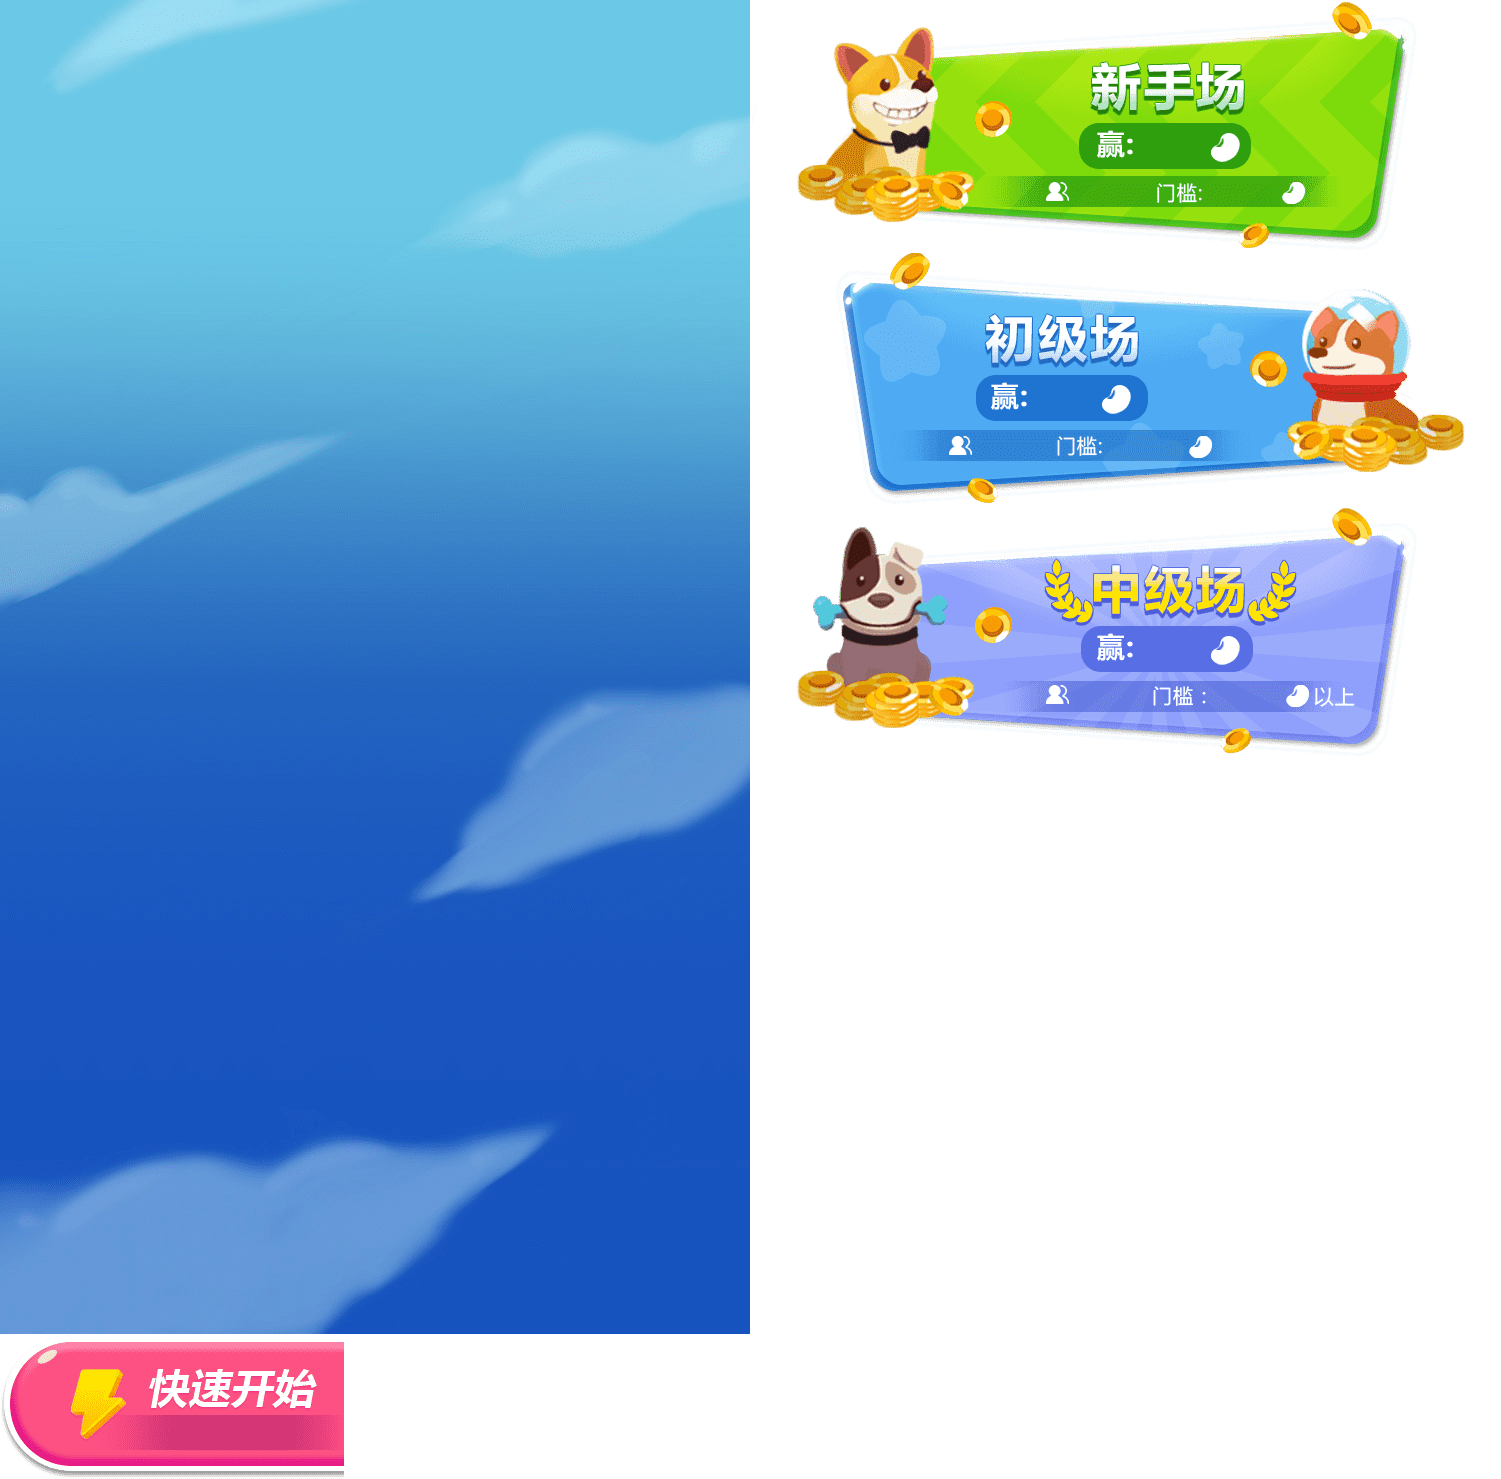 新手场
赢:
门槛:
初级场
赢:
门槛:
中级场
赢:
门槛： 以上
快速开始